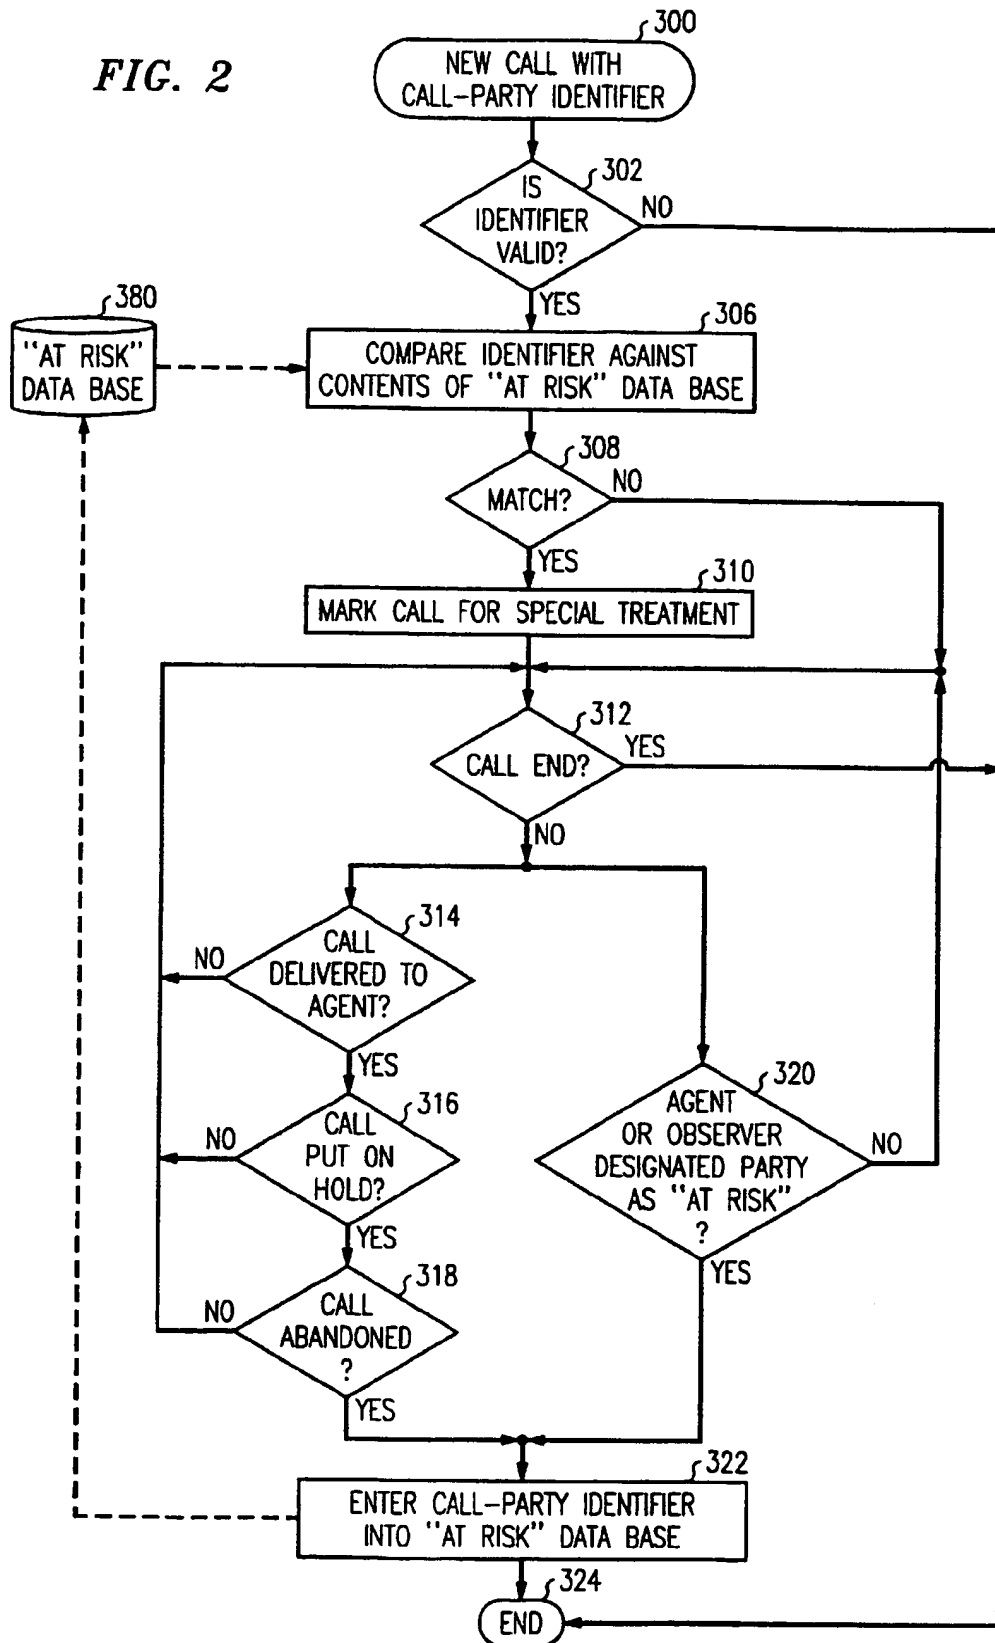 FIG. 2
300
NEW CALL WITH
CALL-PARTY IDENTIFIER
302
IS
IDENTIFIER
VALID?
NO
YES
380
"AT RISK"
DATA BASE
306
COMPARE IDENTIFIER AGAINST
CONTENTS OF "AT RISK" DATA BASE
308
MATCH?
NO
YES
310
MARK CALL FOR SPECIAL TREATMENT
312
CALL END?
YES
NO
314
CALL
DELIVERED TO
AGENT?
NO
YES
316
CALL
PUT ON
HOLD?
NO
YES
318
CALL
ABANDONED
?
NO
YES
320
AGENT
OR OBSERVER
DESIGNATED PARTY
AS "AT RISK"
?
NO
YES
322
ENTER CALL-PARTY IDENTIFIER
INTO "AT RISK" DATA BASE
324
END